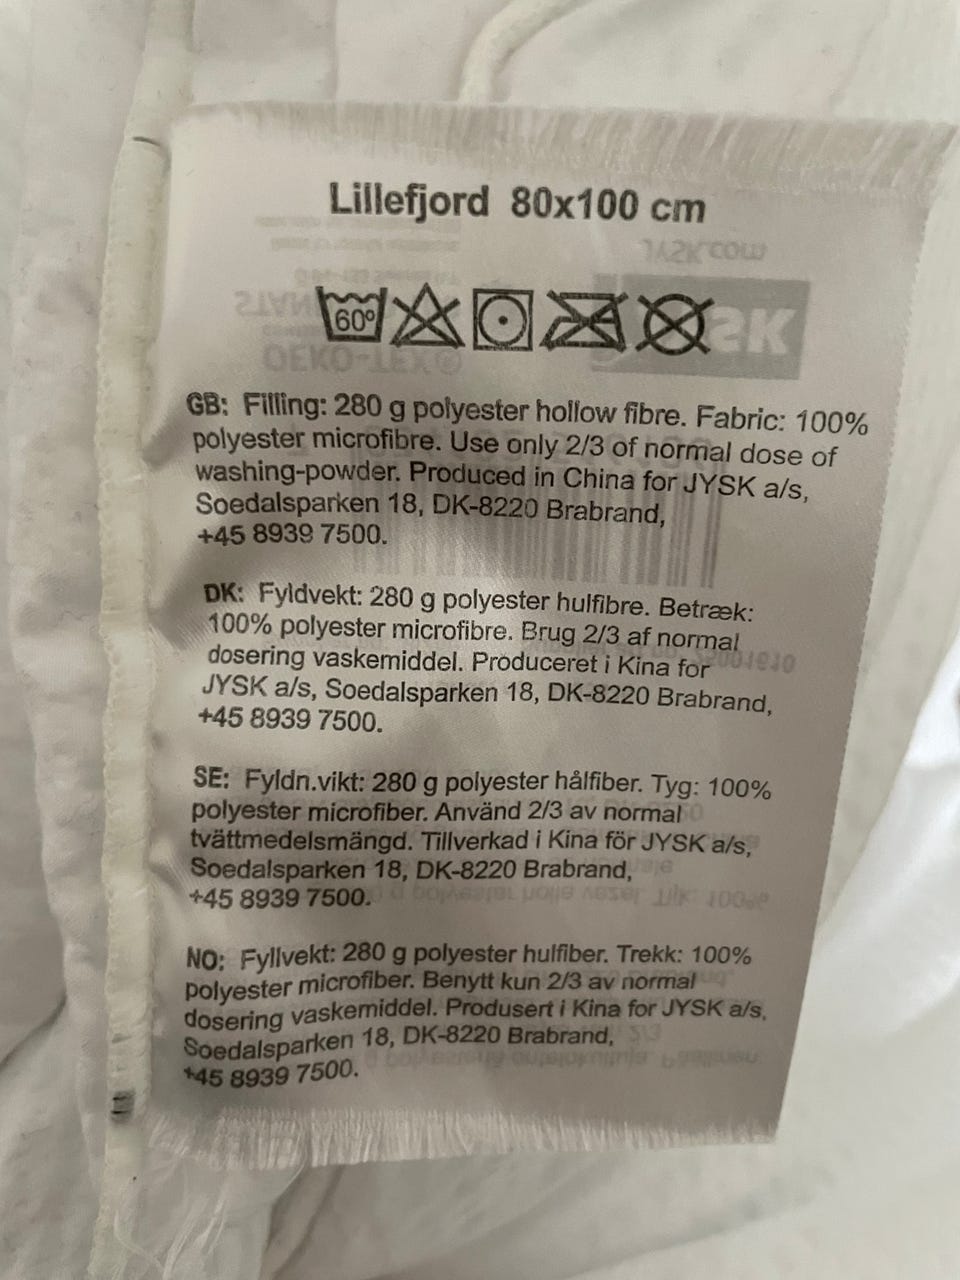 Lillefjord 80x100 cm
60°
GB: Filling: 280 g polyester hollow fibre. Fabric: 100%
polyester microfibre. Use only 2/3 of normal dose of
washing-powder. Produced in China for JYSK a/s,
Soedalsparken 18, DK-8220 Brabrand,
+45 8939 7500.
DK: Fyldvekt: 280 g polyester hulfibre. Betræk:
100% polyester microfibre. Brug 2/3 af normal
dosering vaskemiddel. Produceret i Kina for
JYSK a/s, Soedalsparken 18, DK-8220 Brabrand,
+45 8939 7500.
SE: Fyldn.vikt: 280 g polyester hålfiber. Tyg: 100%
polyester microfiber. Använd 2/3 av normal
tvättmedelsmängd. Tillverkad i Kina för JYSK a/s,
Soedalsparken 18, DK-8220 Brabrand,
+45 8939 7500.
NO: Fyllvekt: 280 g polyester hulfiber. Trekk: 100%
polyester microfiber. Benytt kun 2/3 av normal
dosering vaskemiddel. Produsert i Kina for JYSK a/s,
Soedalsparken 18, DK-8220 Brabrand,
+45 8939 7500.